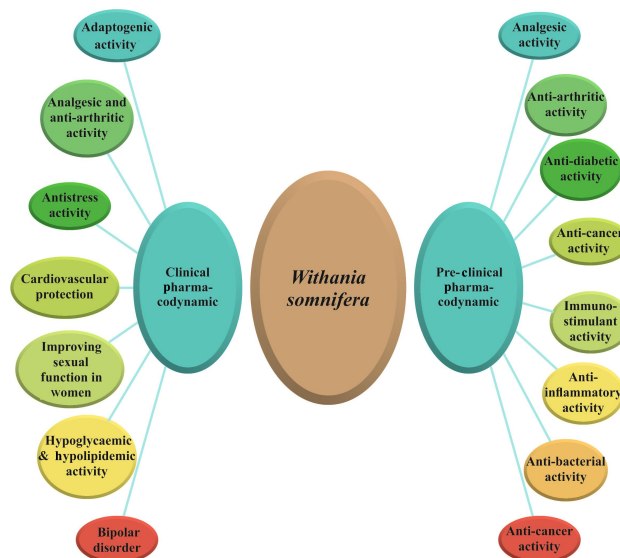 Adaptogenic
activity
Analgesic and
anti-arthritic
activity
Antistress
activity
Cardiovascular
protection
Improving
sexual
function in
women
Hypoglycaemic
& hypolipidemic
activity
Bipolar
disorder
Clinical
pharma-
codynamic
Withania
somnifera
Pre-clinical
pharma-
codynamic
Analgesic
activity
Anti-arthritic
activity
Anti-diabetic
activity
Anti-cancer
activity
Immuno-
stimulant
activity
Anti-
inflammatory
activity
Anti-bacterial
activity
Anti-cancer
activity